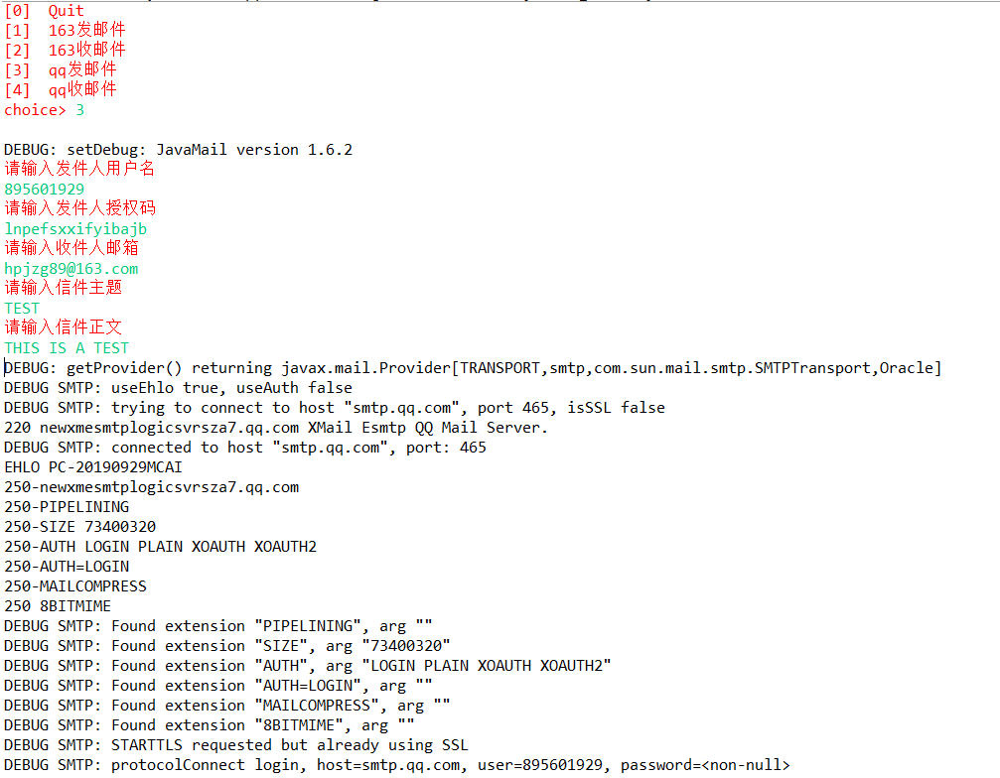 [0]  Quit
[1]  163发邮件
[2]  163收邮件
[3]  qq发邮件
[4]  qq收邮件
choice> 3
DEBUG: setDebug: JavaMail version 1.6.2
请输入发件人用户名
895601929
请输入发件人授权码
lnpefsxxifyibajb
请输入收件人邮箱
hpjzg89@163.com
请输入信件主题
TEST
请输入信件正文
THIS IS A TEST
DEBUG: getProvider() returning javax.mail.Provider[TRANSPORT,smtp,com.sun.mail.smtp.SMTPTransport,Oracle]
DEBUG SMTP: useEhlo true, useAuth false
DEBUG SMTP: trying to connect to host "smtp.qq.com", port 465, isSSL false
220 newxmesmtplogicsvrsza7.qq.com XMail Esmtp QQ Mail Server.
DEBUG SMTP: connected to host "smtp.qq.com", port: 465
EHLO PC-20190929MCAI
250-newxmesmtplogicsvrsza7.qq.com
250-PIPELINING
250-SIZE 73400320
250-AUTH LOGIN PLAIN XOAUTH XOAUTH2
250-AUTH=LOGIN
250-MAILCOMPRESS
250 8BITMIME
DEBUG SMTP: Found extension "PIPELINING", arg ""
DEBUG SMTP: Found extension "SIZE", arg "73400320"
DEBUG SMTP: Found extension "AUTH", arg "LOGIN PLAIN XOAUTH XOAUTH2"
DEBUG SMTP: Found extension "AUTH=LOGIN", arg ""
DEBUG SMTP: Found extension "MAILCOMPRESS", arg ""
DEBUG SMTP: Found extension "8BITMIME", arg ""
DEBUG SMTP: STARTTLS requested but already using SSL
DEBUG SMTP: protocolConnect login, host=smtp.qq.com, user=895601929, password=<non-null>